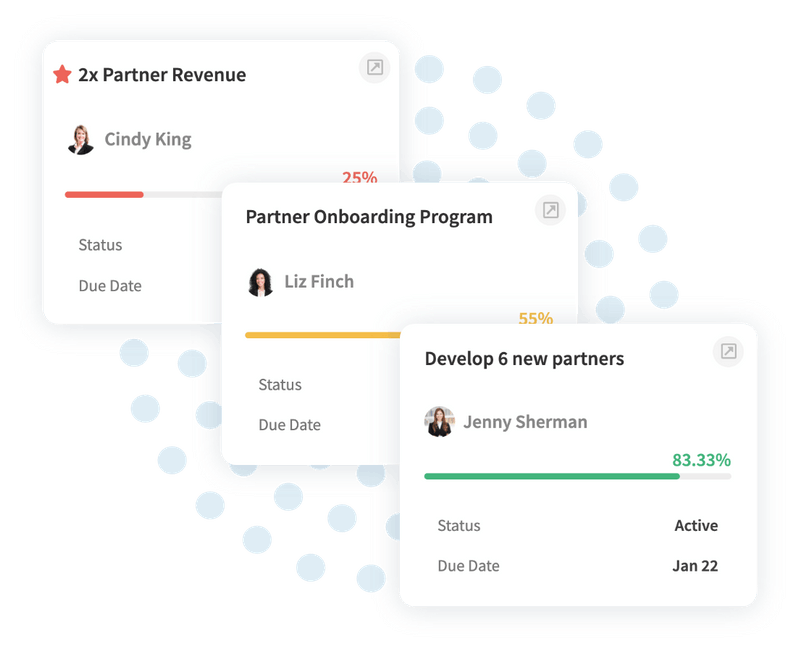 2x Partner Revenue
Cindy King
25%
Status
Due Date
Partner Onboarding Program
Liz Finch
55%
Status
Due Date
Develop 6 new partners
Jenny Sherman
83.33%
Status Active
Due Date Jan 22